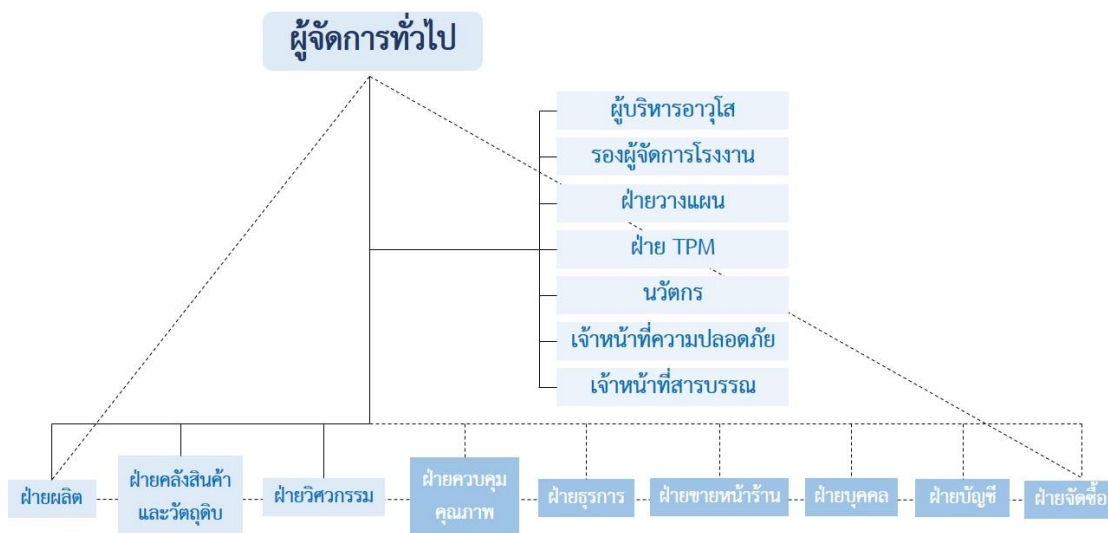 ผู้จัดการทั่วไป
ผู้บริหารอาวุโส
รองผู้จัดการโรงงาน
ฝ่ายวางแผน
ฝ่าย TPM
นวัตกร
เจ้าหน้าที่ความปลอดภัย
เจ้าหน้าที่สารบรรณ
ฝ่ายผลิต
ฝ่ายคลังสินค้า
และวัตถุดิบ
ฝ่ายวิศวกรรม
ฝ่ายควบคุม
คุณภาพ
ฝ่ายธุรการ
ฝ่ายขายหน้าร้าน
ฝ่ายบุคคล
ฝ่ายบัญชี
ฝ่ายจัดซื้อ